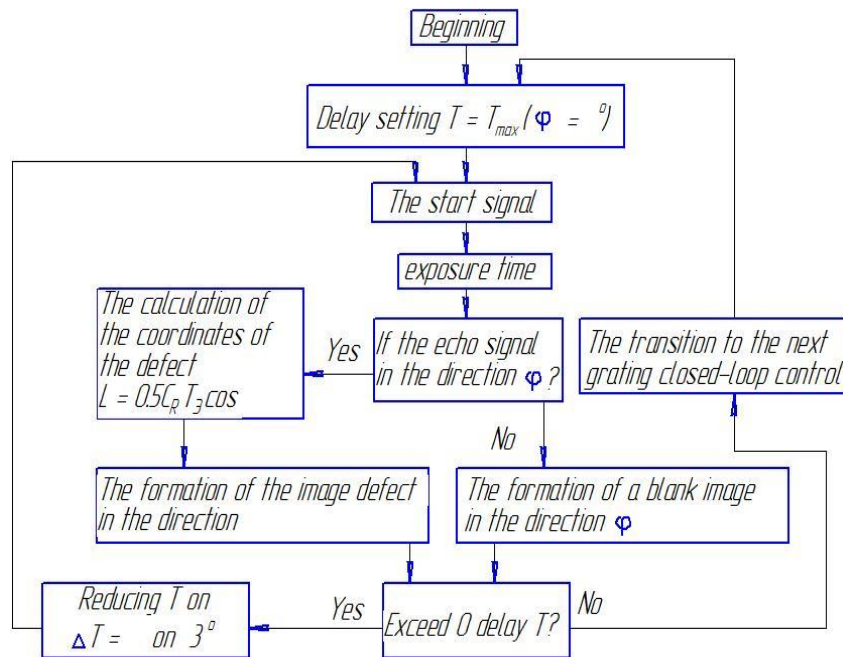 Beginning
Delay setting T = Tmax ( φ = °)
The start signal
exposure time
The calculation of
the coordinates of
the defect
L = 0.5C_R T_3 cos
Yes
If the echo signal
in the direction φ ?
The transition to the next
grating closed-loop control
No
The formation of the image defect
in the direction
The formation of a blank image
in the direction φ
Reducing T on
ΔT = on 3°
Yes
Exceed 0 delay T?
No